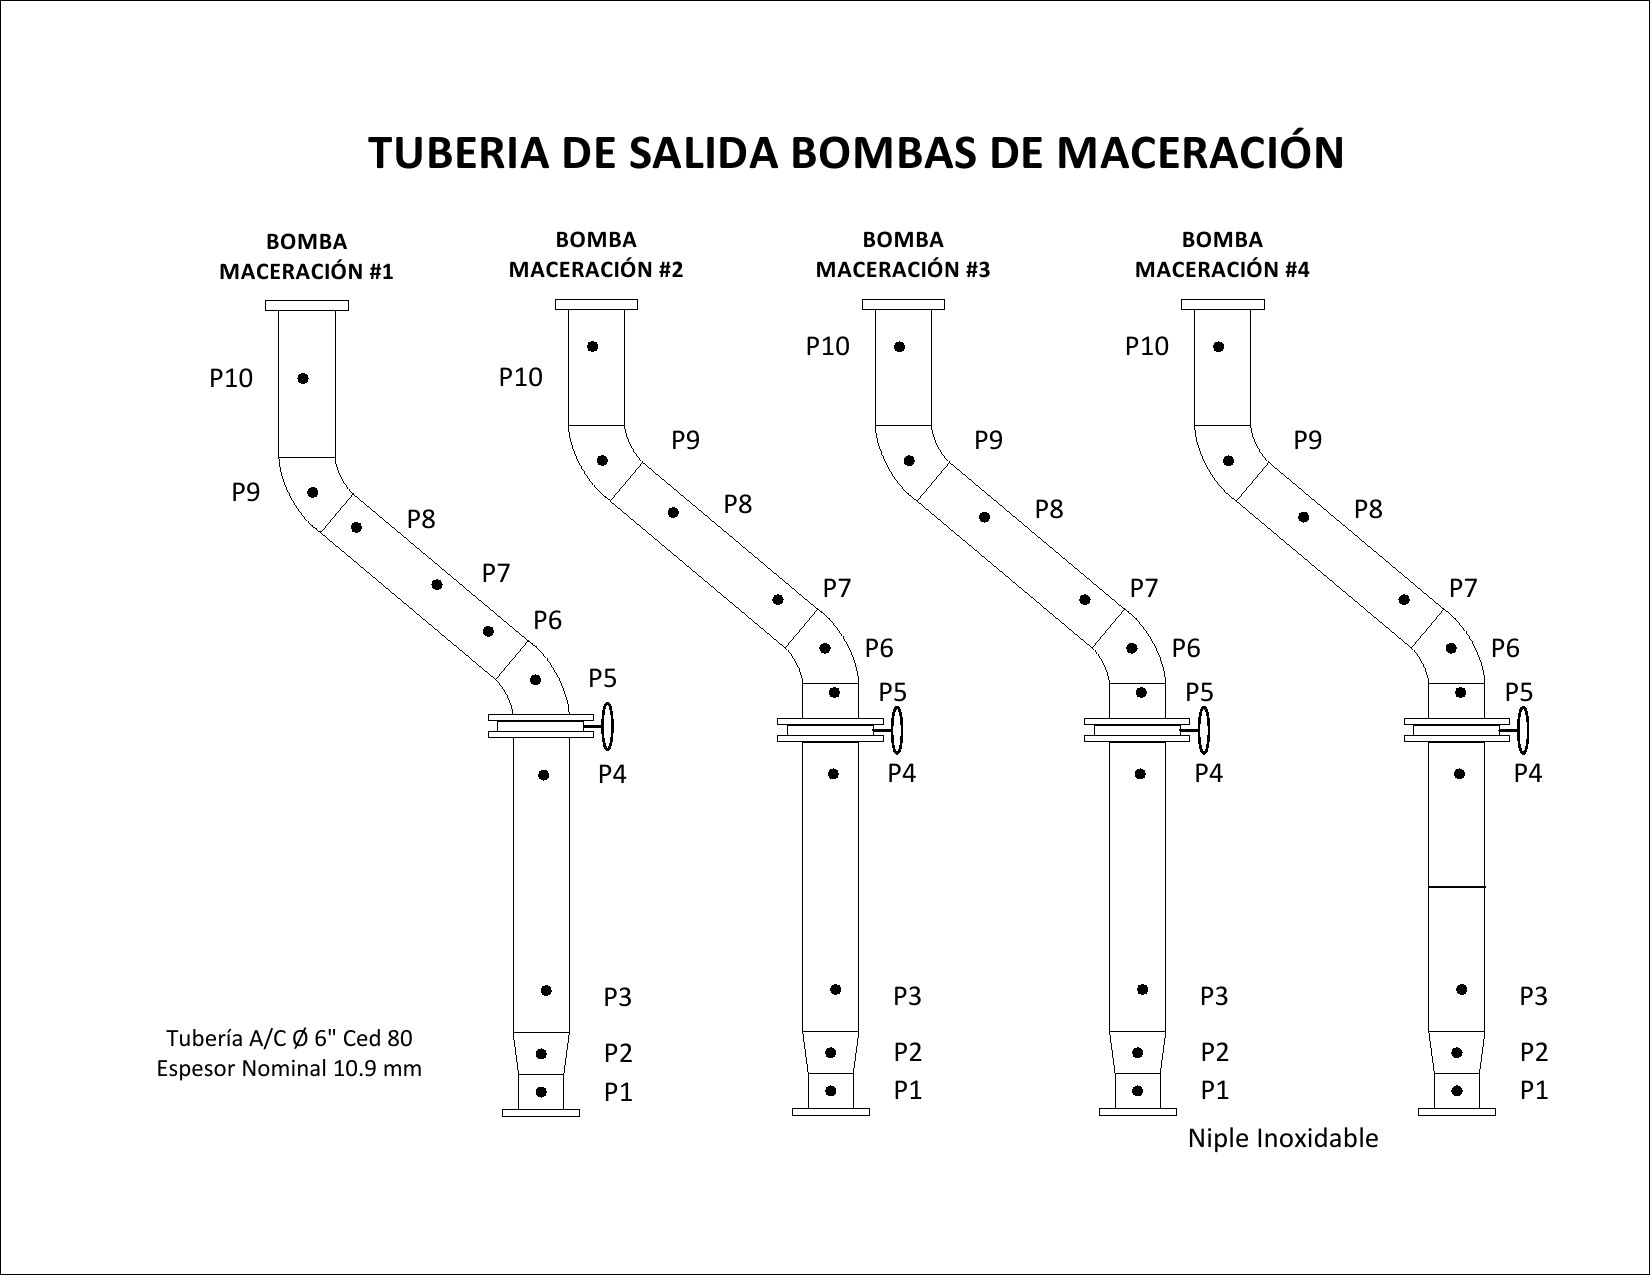 TUBERIA DE SALIDA BOMBAS DE MACERACIÓN
BOMBA
MACERACIÓN #1
BOMBA
MACERACIÓN #2
BOMBA
MACERACIÓN #3
BOMBA
MACERACIÓN #4
P10
P9
P8
P7
P6
P5
P4
P3
P2
P1
P10
P9
P8
P7
P6
P5
P4
P3
P2
P1
P10
P9
P8
P7
P6
P5
P4
P3
P2
P1
P10
P9
P8
P7
P6
P5
P4
P3
P2
P1
Tubería A/C Ø 6" Ced 80
Espesor Nominal 10.9 mm
Niple Inoxidable